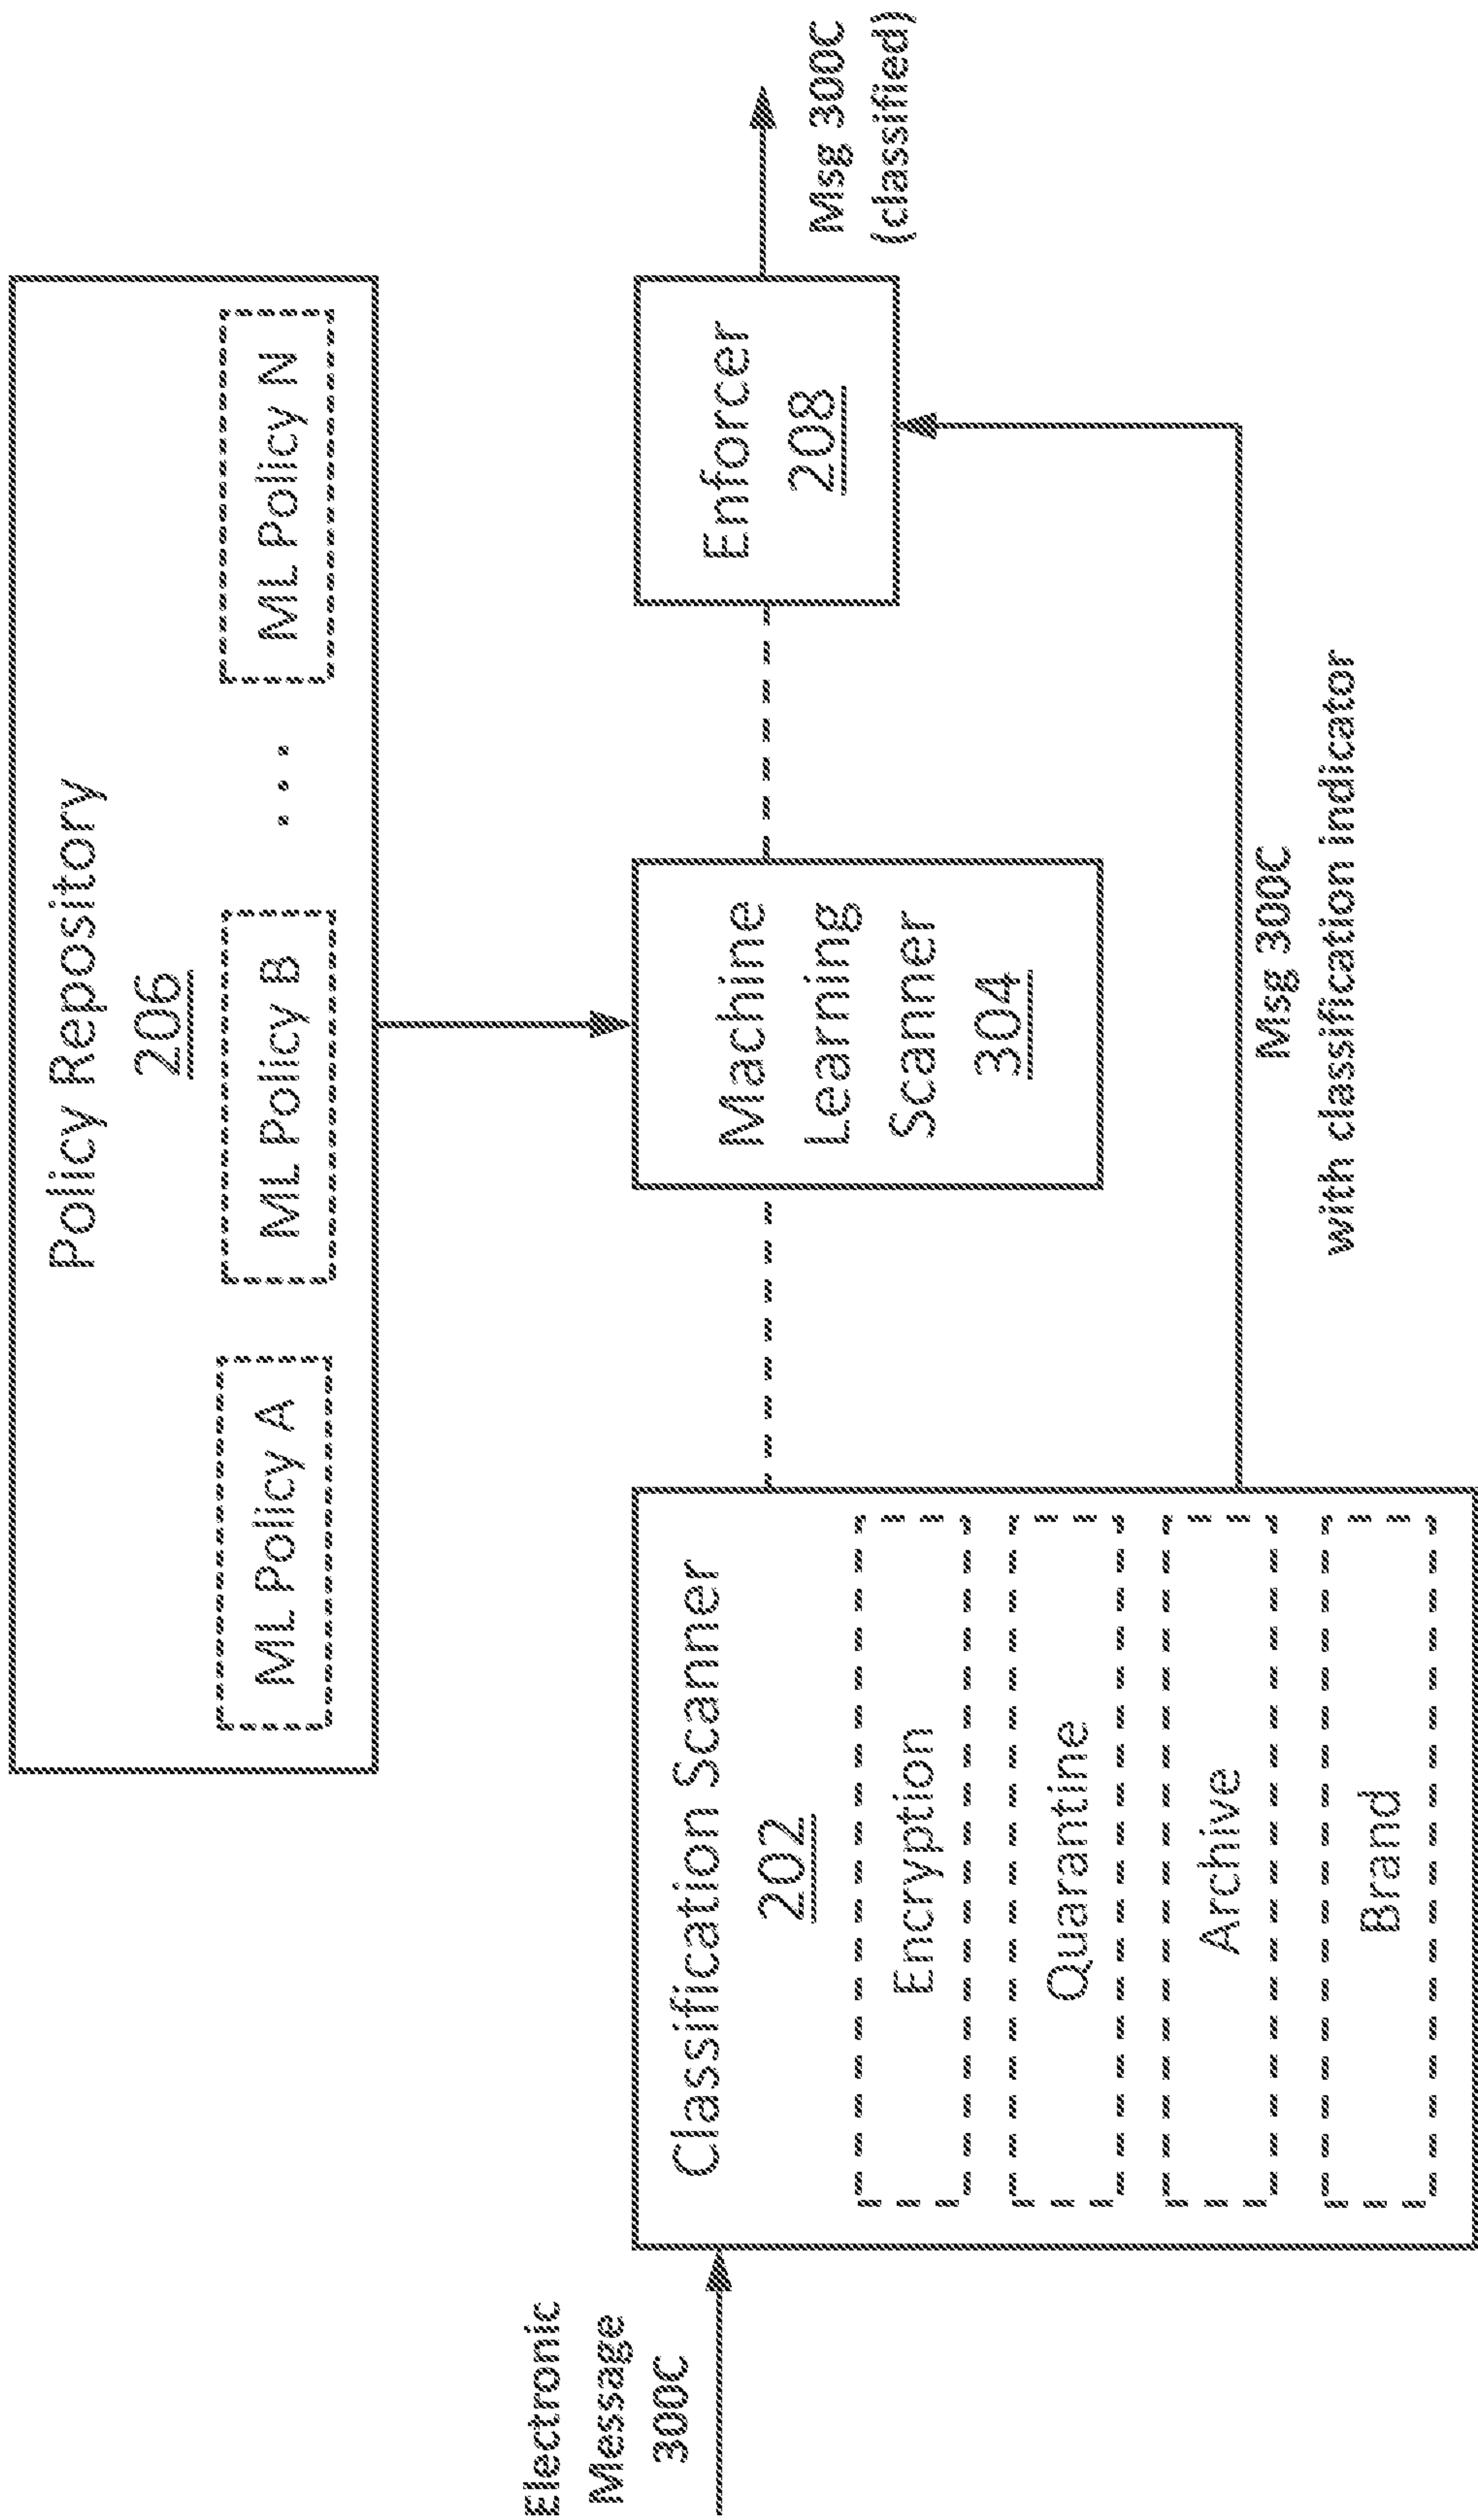 Policy Repository
206
ML Policy A
ML Policy B
...
ML Policy N
Electronic
Message
300C
Classification Scanner
202
Encryption
Quarantine
Archive
Brand
Machine
Learning
Scanner
304
Enforcer
208
Msg 300C
(classified)
Msg 300C
with classification indicator